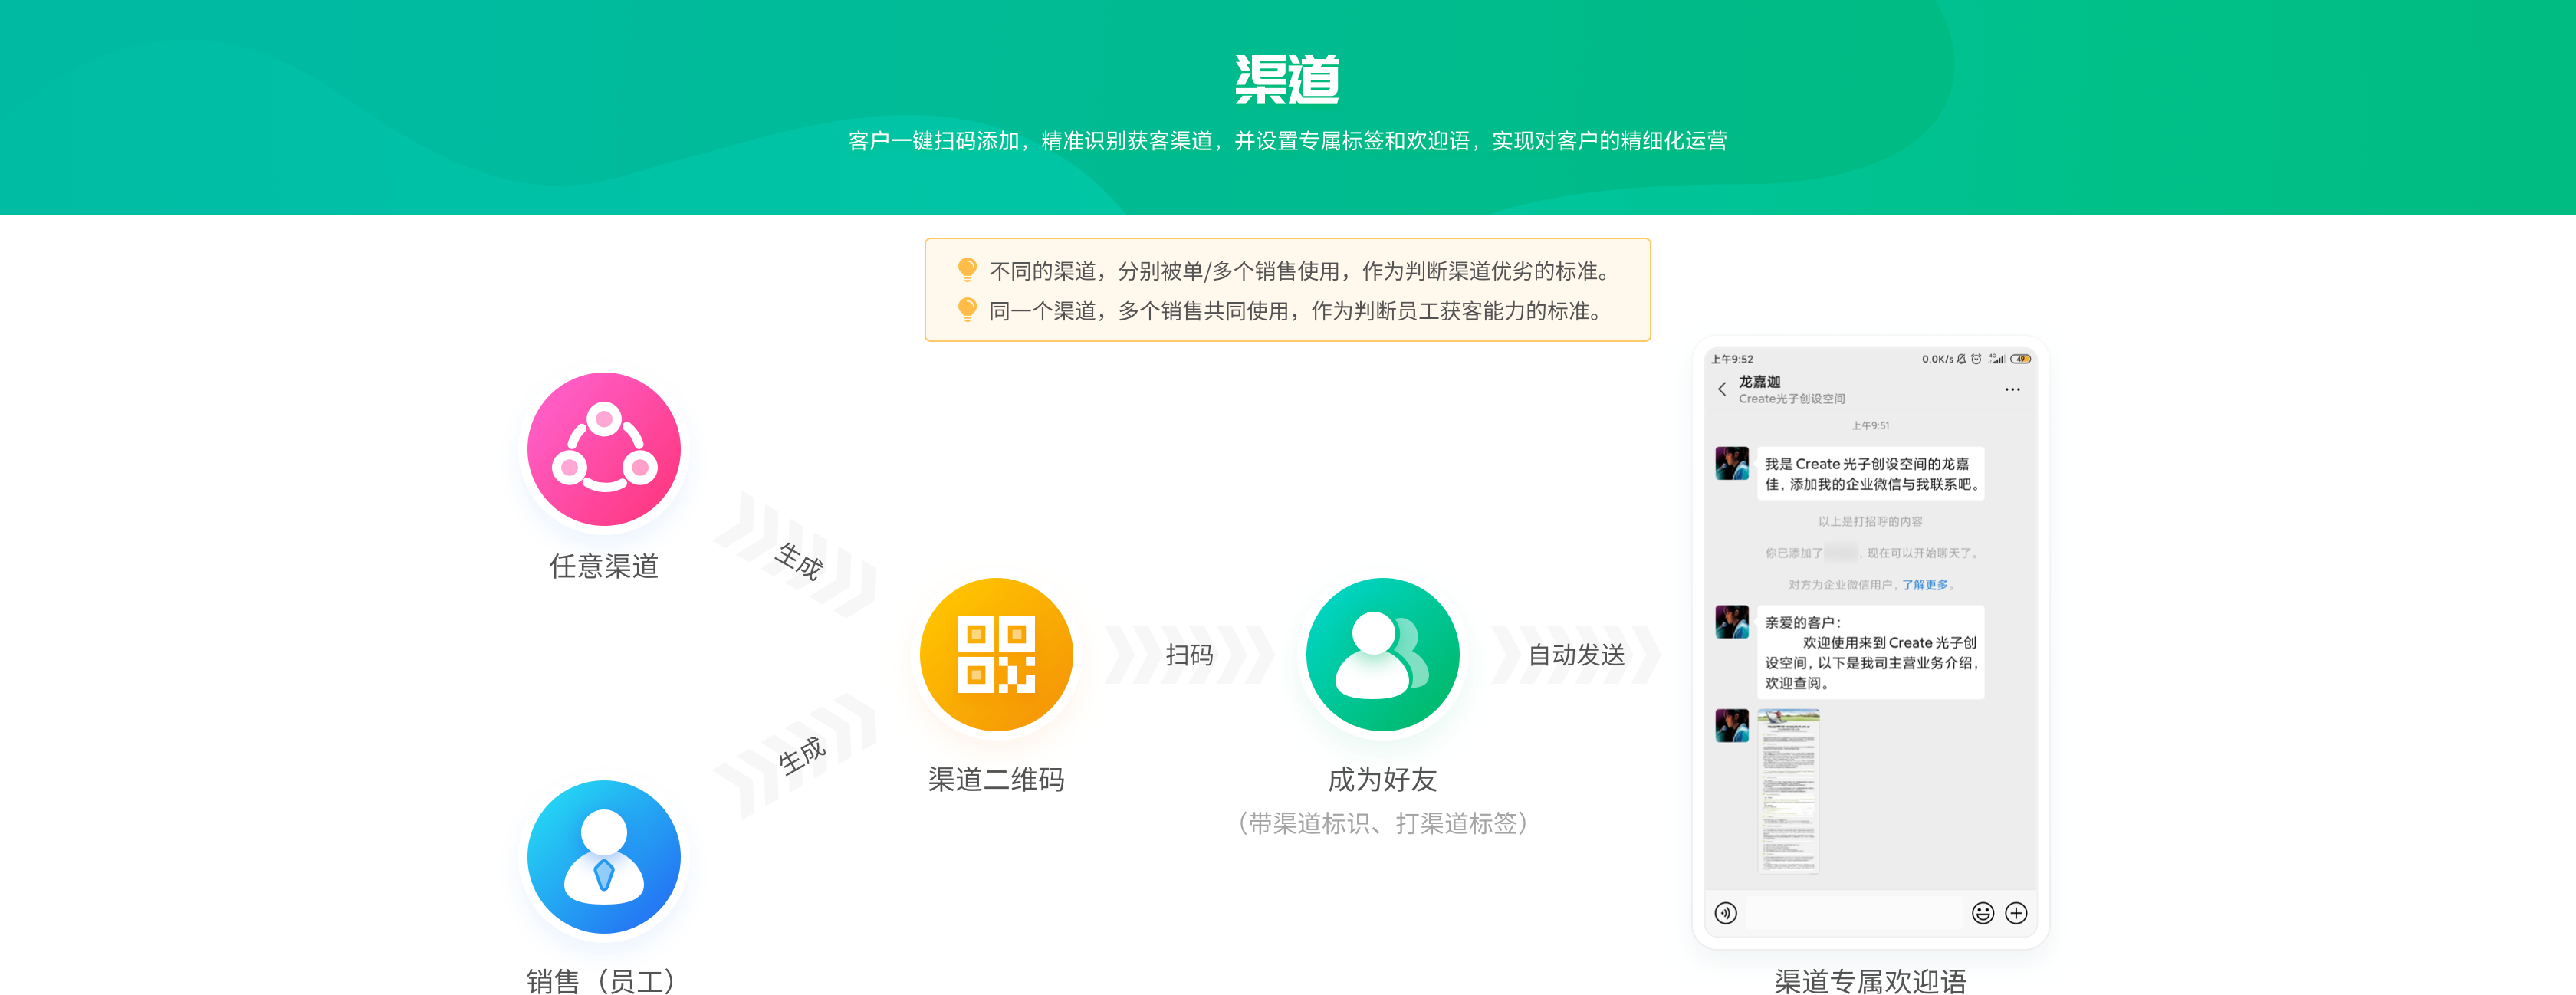 渠道
客户一键扫码添加，精准识别获客渠道，并设置专属标签和欢迎语，实现对客户的精细化运营
不同的渠道，分别被单/多个销售使用，作为判断渠道优劣的标准。
同一个渠道，多个销售共同使用，作为判断员工获客能力的标准。
任意渠道
生成
销售（员工）
生成
渠道二维码
扫码
成为好友
（带渠道标识、打渠道标签）
自动发送
上午9:52
0.0K/s
4G
49
龙嘉迦
Create光子创设空间
上午9:51
我是 Create 光子创设空间的龙嘉
佳，添加我的企业微信与我联系吧。
以上是打招呼的内容
你已添加了，现在可以开始聊天了。
对方为企业微信用户，了解更多。
亲爱的客户：
欢迎使用来到 Create 光子创
设空间，以下是我司主营业务介绍，
欢迎查阅。
渠道专属欢迎语